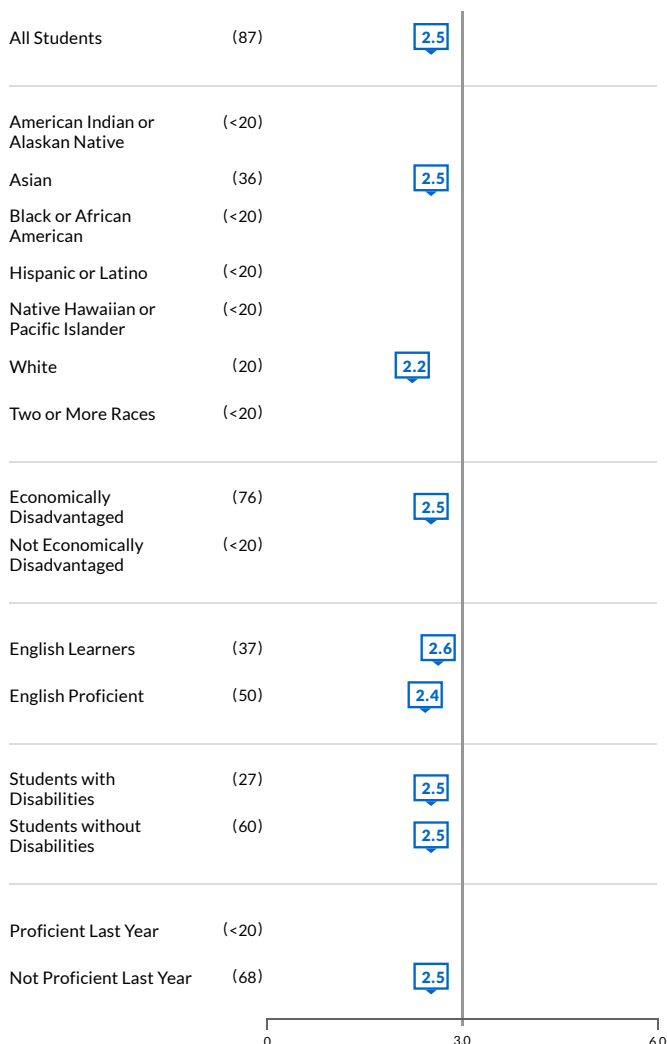 All Students (87) 2.5
American Indian or (<20)
Alaskan Native
Asian (36) 2.5
Black or African (<20)
American
Hispanic or Latino (<20)
Native Hawaiian or (<20)
Pacific Islander
White (20) 2.2
Two or More Races (<20)
Economically (76) 2.5
Disadvantaged
Not Economically (<20)
Disadvantaged
English Learners (37) 2.6
English Proficient (50) 2.4
Students with (27) 2.5
Disabilities
Students without (60) 2.5
Disabilities
Proficient Last Year (<20)
Not Proficient Last Year (68) 2.5
0 3.0 6.0